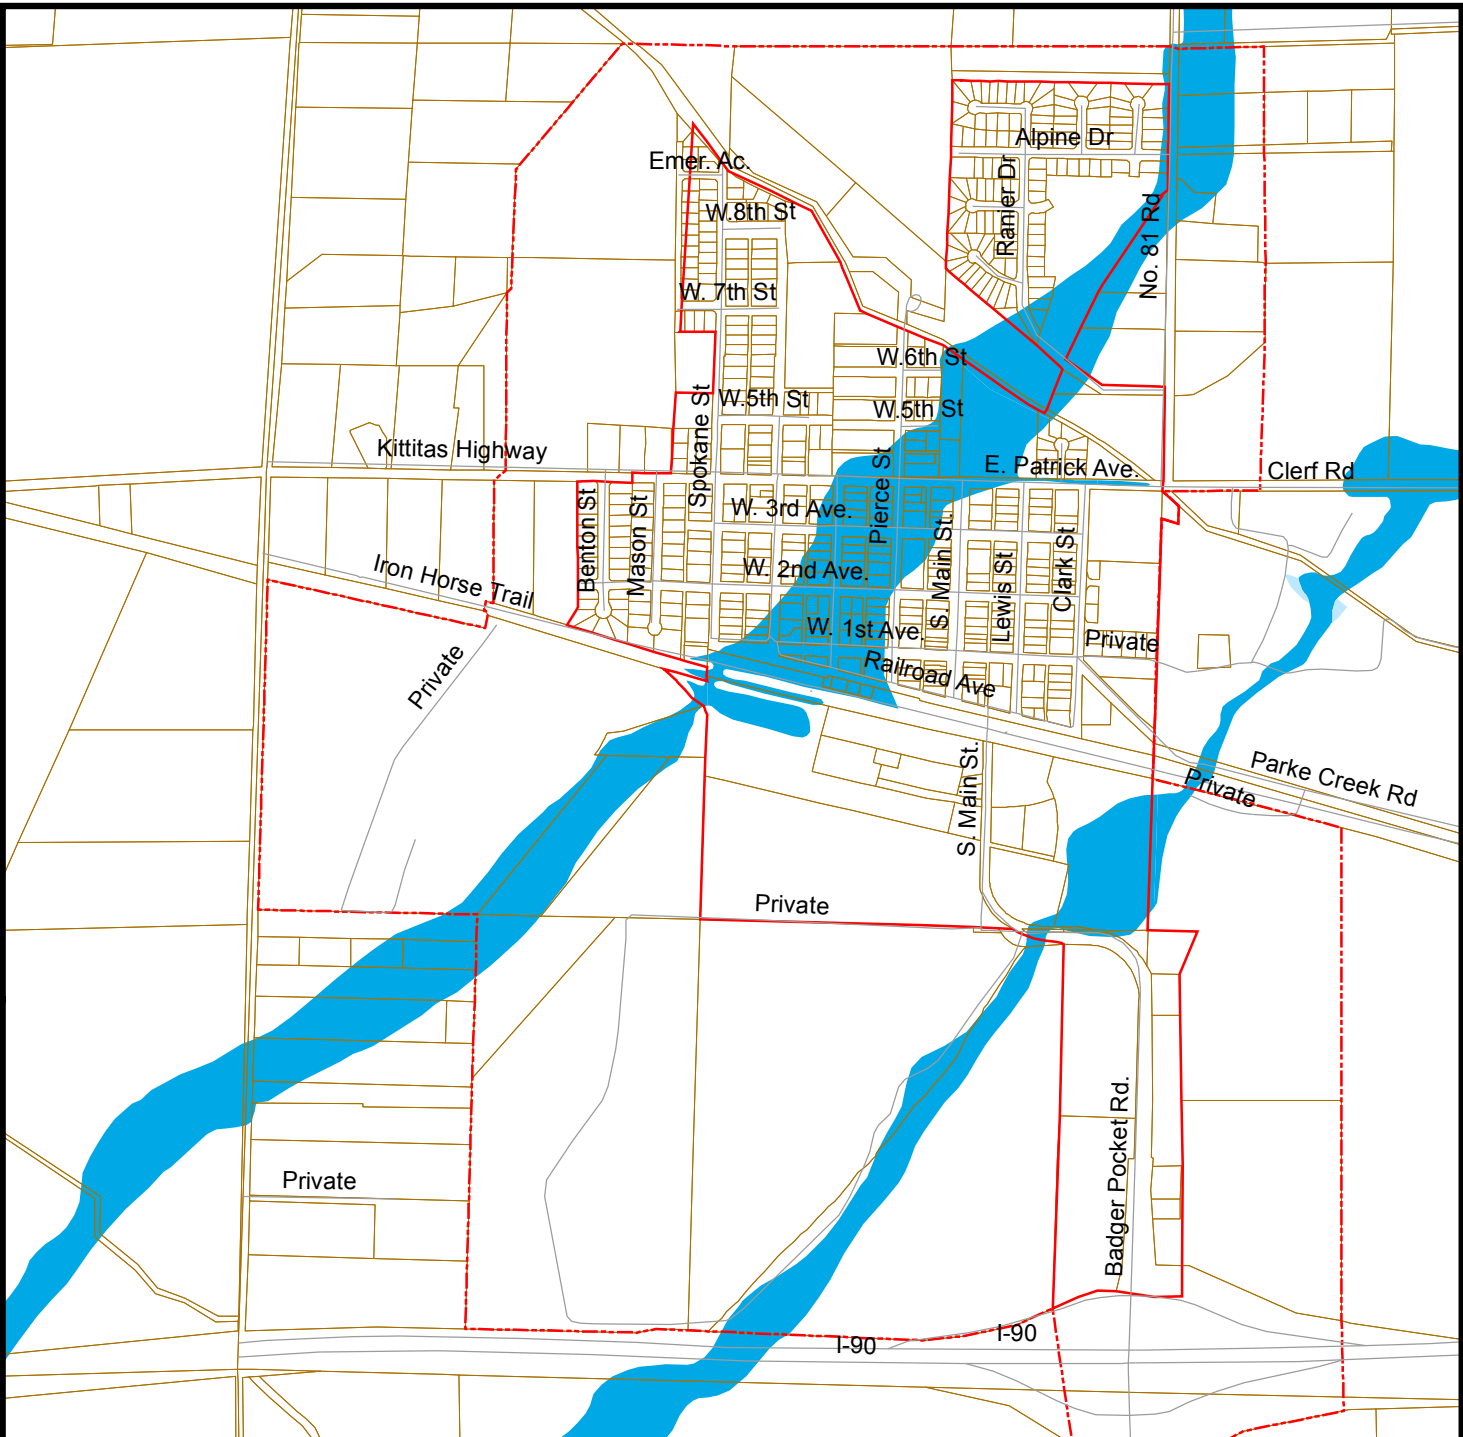 Alpine Dr
Emer. Ac.
Ranier Dr
W.8th St
No. 81 Rd
W. 7th St
W.6th St
Spokane St
W.5th St
W.5th St
Kittitas Highway
E. Patrick Ave.
Clerf Rd
Pierce St
W. 3rd Ave.
Benton St
Mason St
S. Main St.
Lewis St
Clark St
Iron Horse Trail
W. 2nd Ave.
W. 1st Ave.
Private
Private
Railroad Ave
S. Main St.
Private
Parke Creek Rd
Private
Badger Pocket Rd.
Private
I-90
I-90